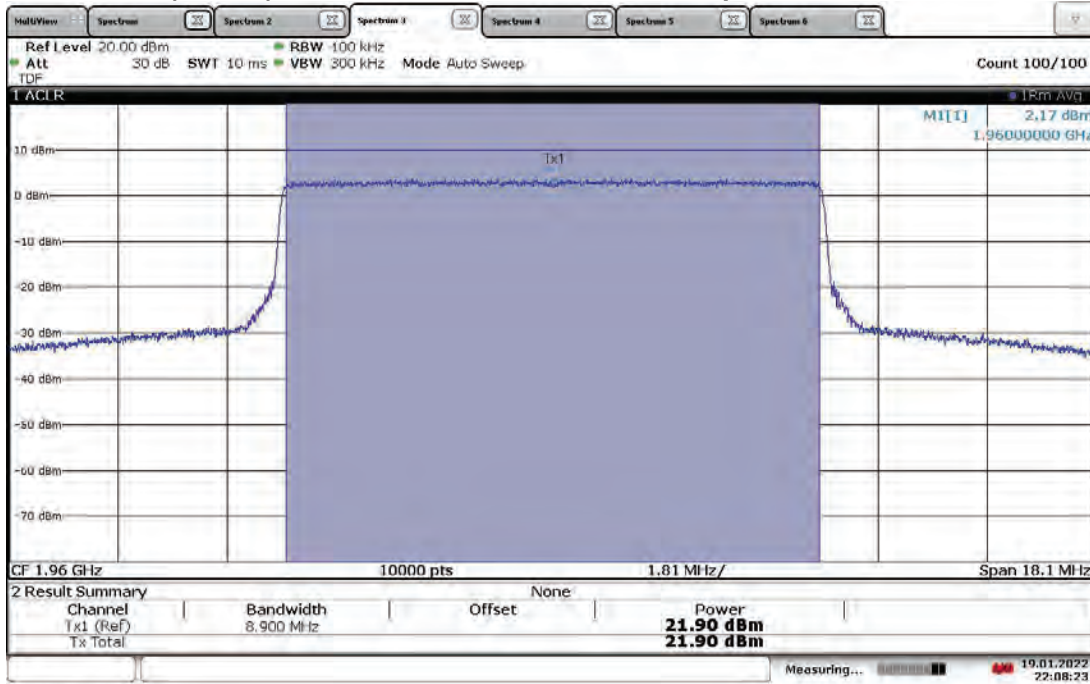 MultiView Spectrum Spectrum 2 Spectrum 3 Spectrum 4 Spectrum 5 Spectrum 6
Ref Level 20.00 dBm RBW 100 kHz
Att 30 dB SWT 10 ms VBW 300 kHz Mode Auto Sweep Count 100/100
TDF
1 ACLR 1Rm Avg
M1[1] 2.17 dBm
1.96000000 GHz
10 dBm
Tx1
0 dBm
-10 dBm
-20 dBm
-30 dBm
-40 dBm
-50 dBm
-60 dBm
-70 dBm
CF 1.96 GHz 10000 pts 1.81 MHz/ Span 18.1 MHz
2 Result Summary None
Channel Bandwidth Offset Power
Tx1 (Ref) 8.900 MHz 21.90 dBm
Tx Total 21.90 dBm
Measuring... 19.01.2022
22:08:23